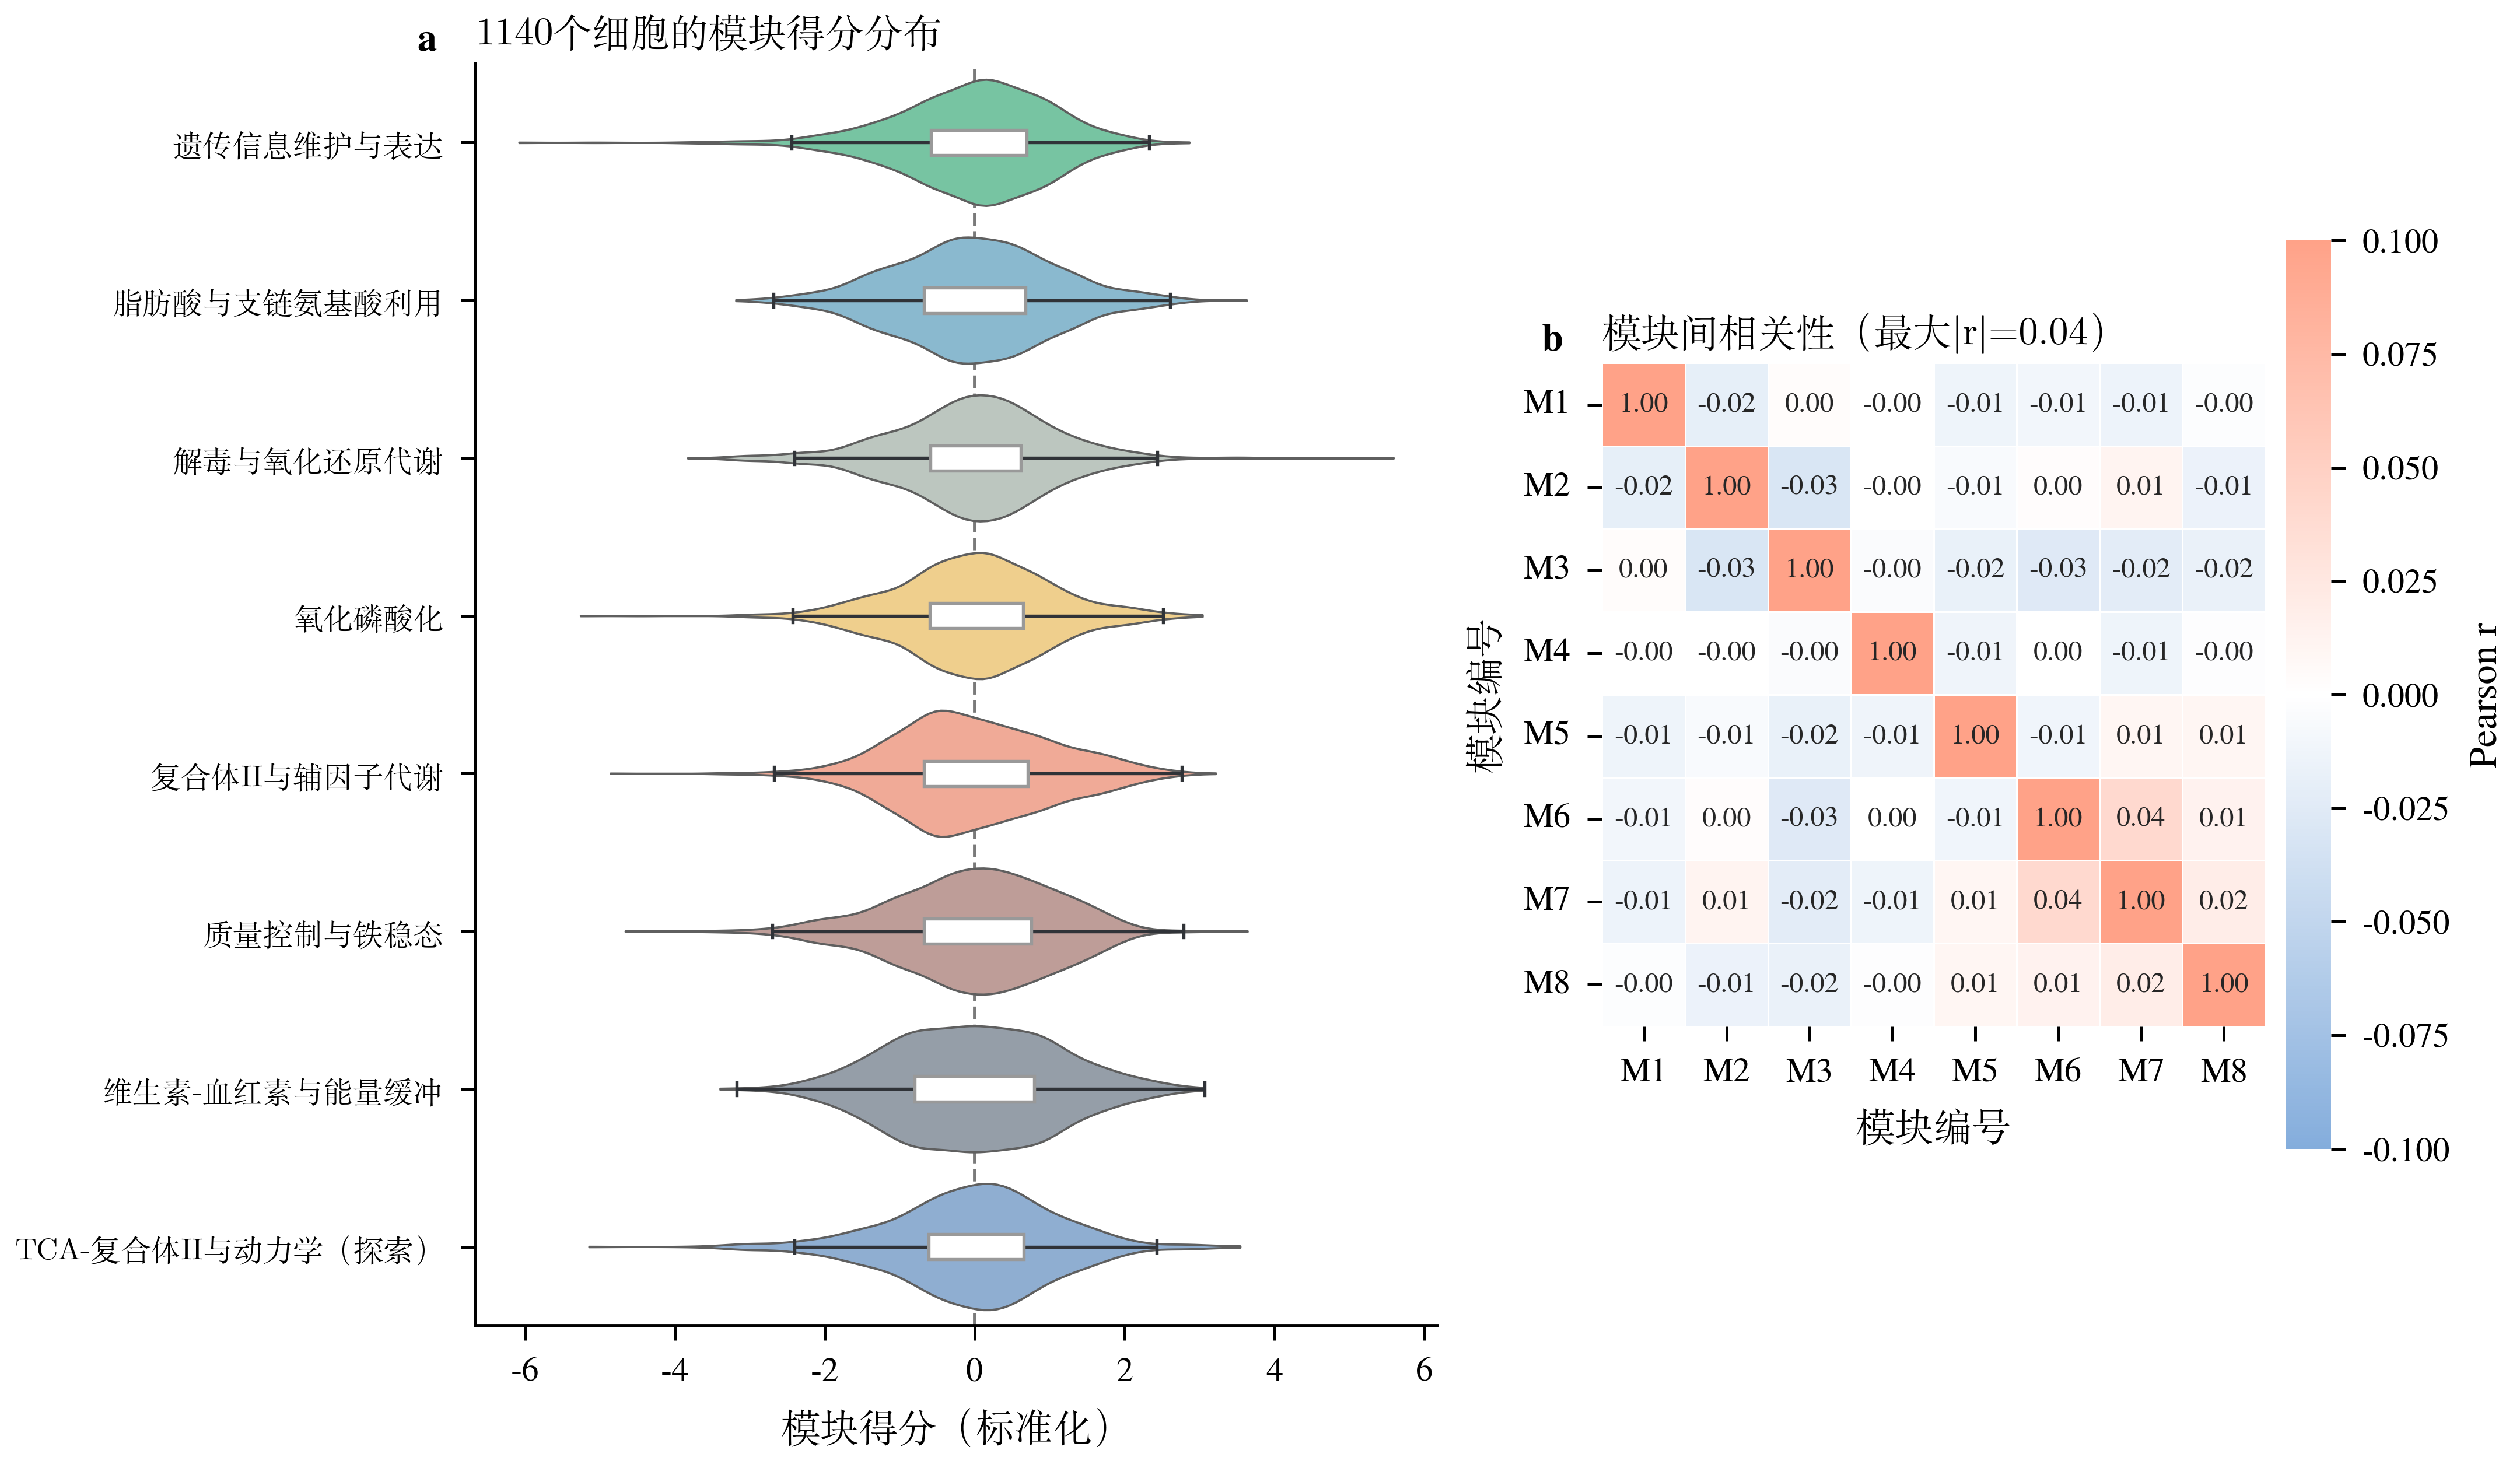 a 1140个细胞的模块得分分布
遗传信息维护与表达
脂肪酸与支链氨基酸利用
解毒与氧化还原代谢
氧化磷酸化
复合体II与辅因子代谢
质量控制与铁稳态
维生素-血红素与能量缓冲
TCA-复合体II与动力学（探索）
-6 -4 -2 0 2 4 6
模块得分（标准化）
b 模块间相关性（最大|r|=0.04）
模块编号
M1 1.00 -0.02 0.00 -0.00 -0.01 -0.01 -0.01 -0.00
M2 -0.02 1.00 -0.03 -0.00 -0.01 0.00 0.01 -0.01
M3 0.00 -0.03 1.00 -0.00 -0.02 -0.03 -0.02 -0.02
M4 -0.00 -0.00 -0.00 1.00 -0.01 0.00 -0.01 -0.00
M5 -0.01 -0.01 -0.02 -0.01 1.00 -0.01 0.01 0.01
M6 -0.01 0.00 -0.03 0.00 -0.01 1.00 0.04 0.01
M7 -0.01 0.01 -0.02 -0.01 0.01 0.04 1.00 0.02
M8 -0.00 -0.01 -0.02 -0.00 0.01 0.01 0.02 1.00
M1 M2 M3 M4 M5 M6 M7 M8
模块编号
0.100
0.075
0.050
0.025
0.000
-0.025
-0.050
-0.075
-0.100
Pearson r